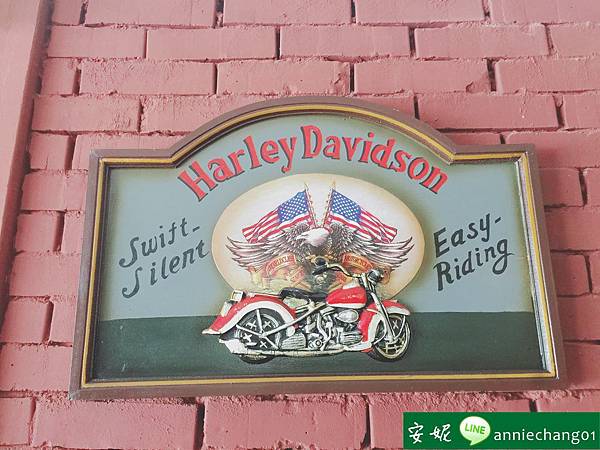 Harley Davidson
Swift-
Silent
Easy-
Riding
安妮 LINE anniechang01